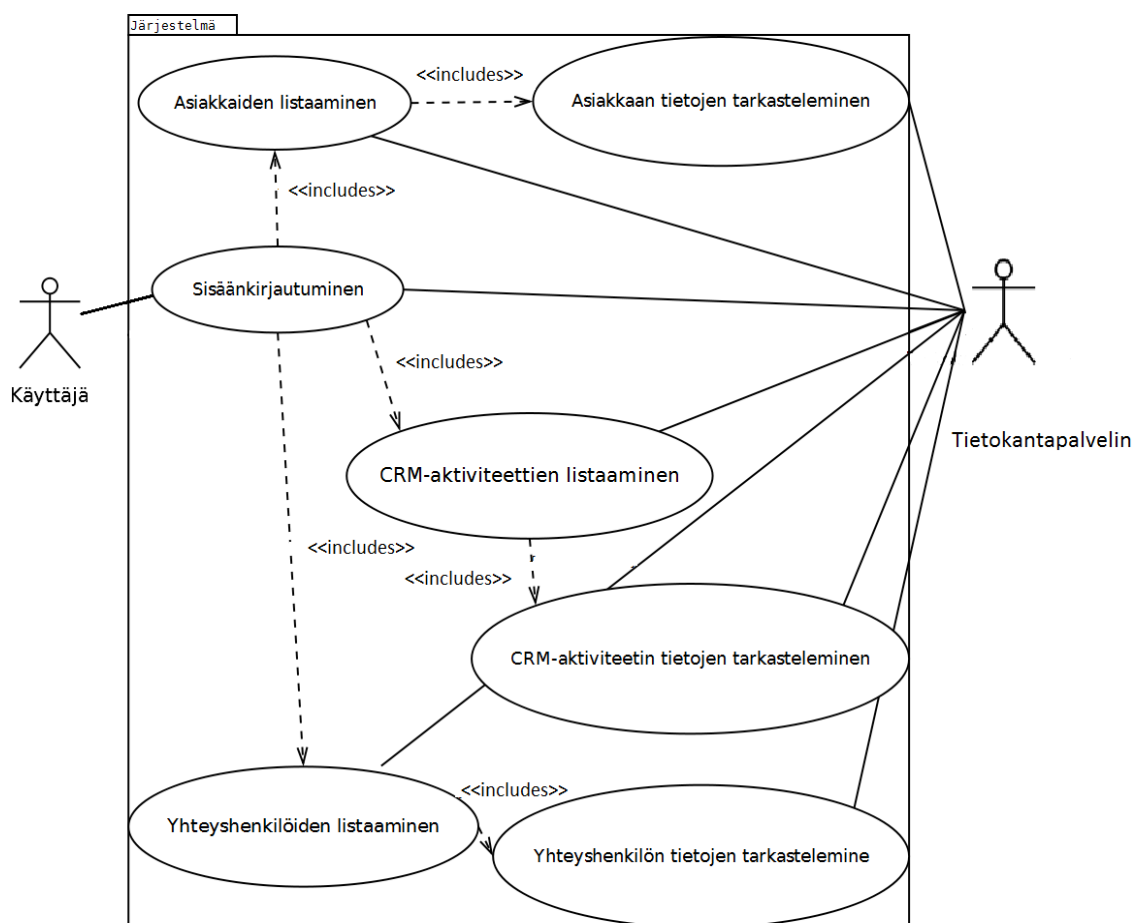 Järjestelmä
<<includes>>
Asiakkaiden listaaminen
Asiakkaan tietojen tarkasteleminen
<<includes>>
Sisäänkirjautuminen
<<includes>>
Käyttäjä
Tietokantapalvelin
CRM-aktiviteettien listaaminen
<<includes>>
<<includes>>
CRM-aktiviteetin tietojen tarkasteleminen
<<includes>>
Yhteyshenkilöiden listaaminen
Yhteyshenkilön tietojen tarkastelemine